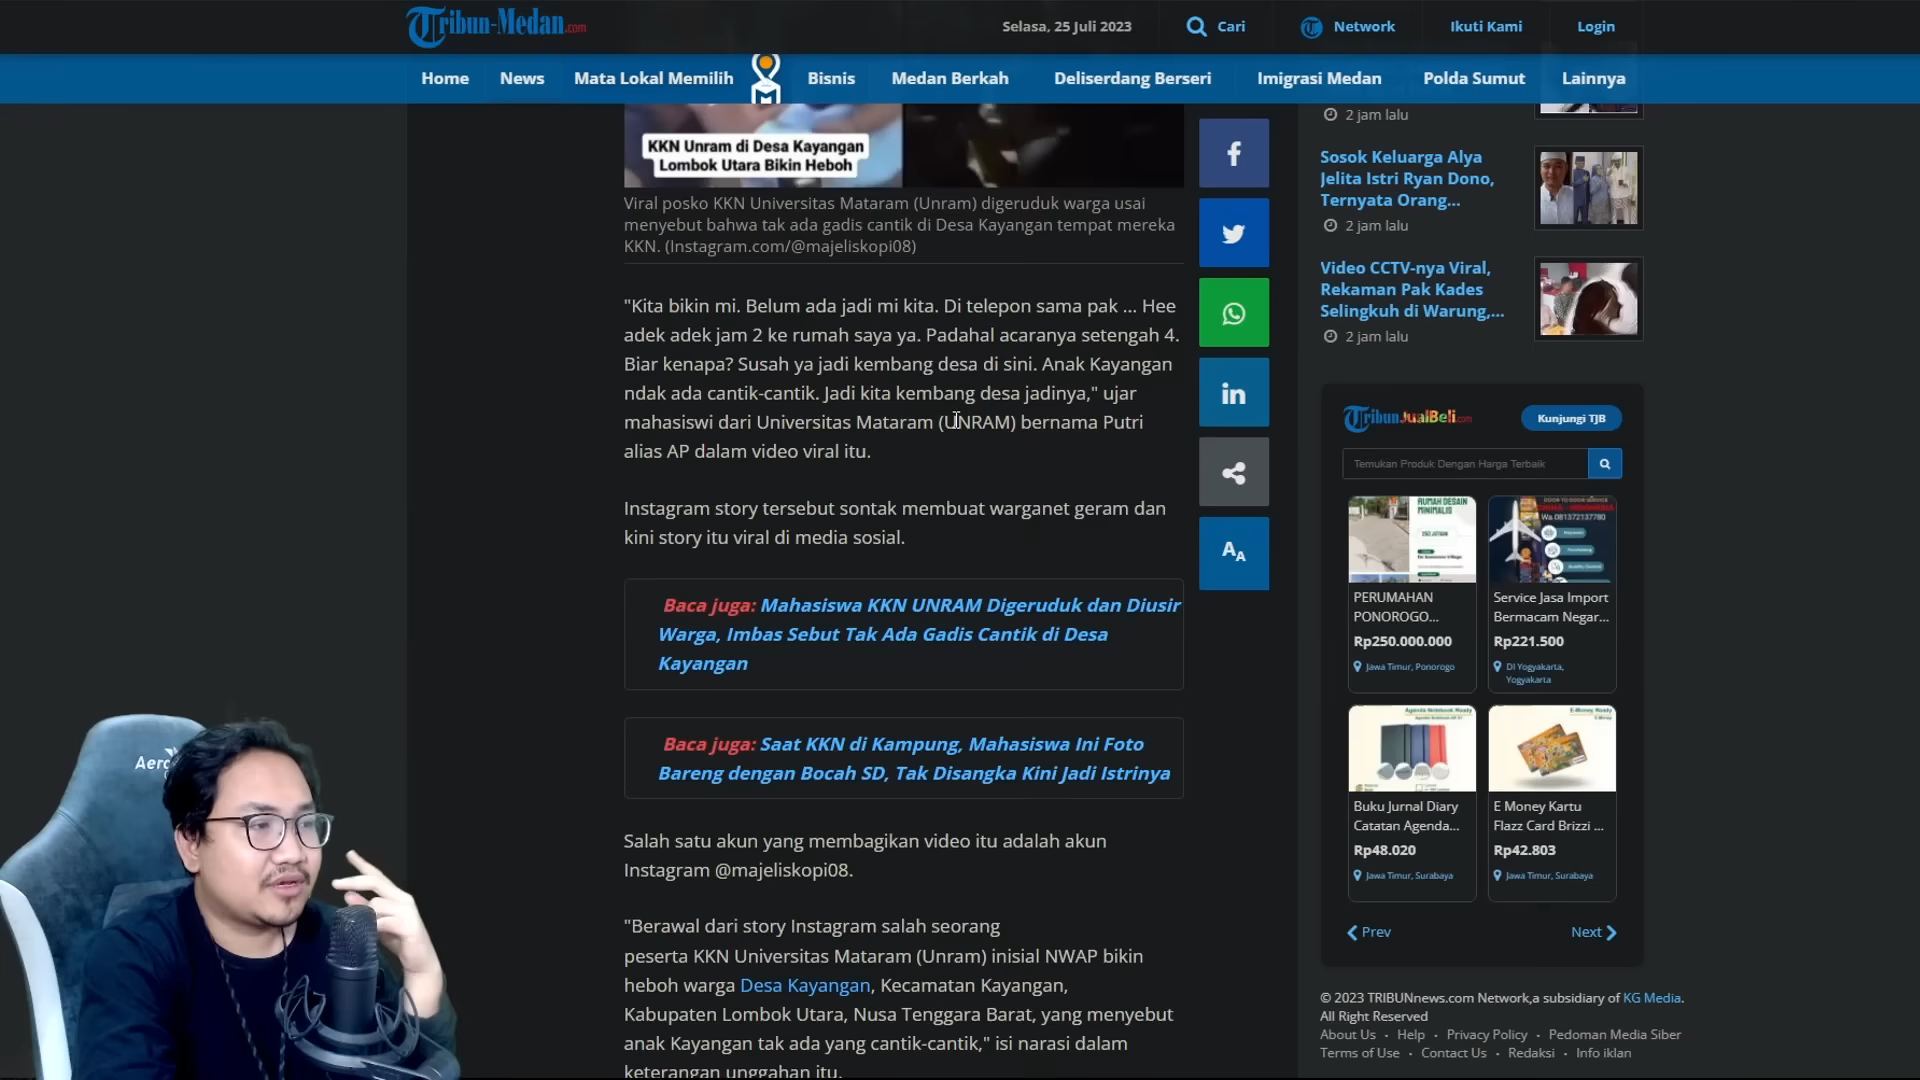 Tribun-Medan.com
Selasa, 25 Juli 2023
Cari
Network
Ikuti Kami
Login
Home
News
Mata Lokal Memilih
Bisnis
Medan Berkah
Deliserdang Berseri
Imigrasi Medan
Polda Sumut
Lainnya
KKN Unram di Desa Kayangan
Lombok Utara Bikin Heboh
Viral posko KKN Universitas Mataram (Unram) digeruduk warga usai
menyebut bahwa tak ada gadis cantik di Desa Kayangan tempat mereka
KKN. (Instagram.com/@majeliskopi08)
"Kita bikin mi. Belum ada jadi mi kita. Di telepon sama pak ... Hee
adek adek jam 2 ke rumah saya ya. Padahal acaranya setengah 4.
Biar kenapa? Susah ya jadi kembang desa di sini. Anak Kayangan
ndak ada cantik-cantik. Jadi kita kembang desa jadinya," ujar
mahasiswi dari Universitas Mataram (UNRAM) bernama Putri
alias AP dalam video viral itu.
Instagram story tersebut sontak membuat warganet geram dan
kini story itu viral di media sosial.
Baca juga: Mahasiswa KKN UNRAM Digeruduk dan Diusir
Warga, Imbas Sebut Tak Ada Gadis Cantik di Desa
Kayangan
Baca juga: Saat KKN di Kampung, Mahasiswa Ini Foto
Bareng dengan Bocah SD, Tak Disangka Kini Jadi Istrinya
Salah satu akun yang membagikan video itu adalah akun
Instagram @majeliskopi08.
"Berawal dari story Instagram salah seorang
peserta KKN Universitas Mataram (Unram) inisial NWAP bikin
heboh warga Desa Kayangan, Kecamatan Kayangan,
Kabupaten Lombok Utara, Nusa Tenggara Barat, yang menyebut
anak Kayangan tak ada yang cantik-cantik," isi narasi dalam
keterangan unggahan itu.
AA
2 jam lalu
Sosok Keluarga Alya
Jelita Istri Ryan Dono,
Ternyata Orang...
2 jam lalu
Video CCTV-nya Viral,
Rekaman Pak Kades
Selingkuh di Warung,...
2 jam lalu
TribunJualBeli.com
Kunjungi TJB
Temukan Produk Dengan Harga Terbaik
RUMAH DESAIN
MINIMALIS
PERUMAHAN
PONOROGO...
Rp250.000.000
Jawa Timur, Ponorogo
Wa 081372137780
Service Jasa Import
Bermacam Negar...
Rp221.500
DI Yogyakarta,
Yogyakarta
Agenda Notebook Ready
Buku Jurnal Diary
Catatan Agenda...
Rp48.020
Jawa Timur, Surabaya
E-Money Ready
E Money Kartu
Flazz Card Brizzi ...
Rp42.803
Jawa Timur, Surabaya
Prev
Next
© 2023 TRIBUNnews.com Network,a subsidiary of KG Media.
All Right Reserved
About Us · Help · Privacy Policy · Pedoman Media Siber
Terms of Use · Contact Us · Redaksi · Info iklan
Aero